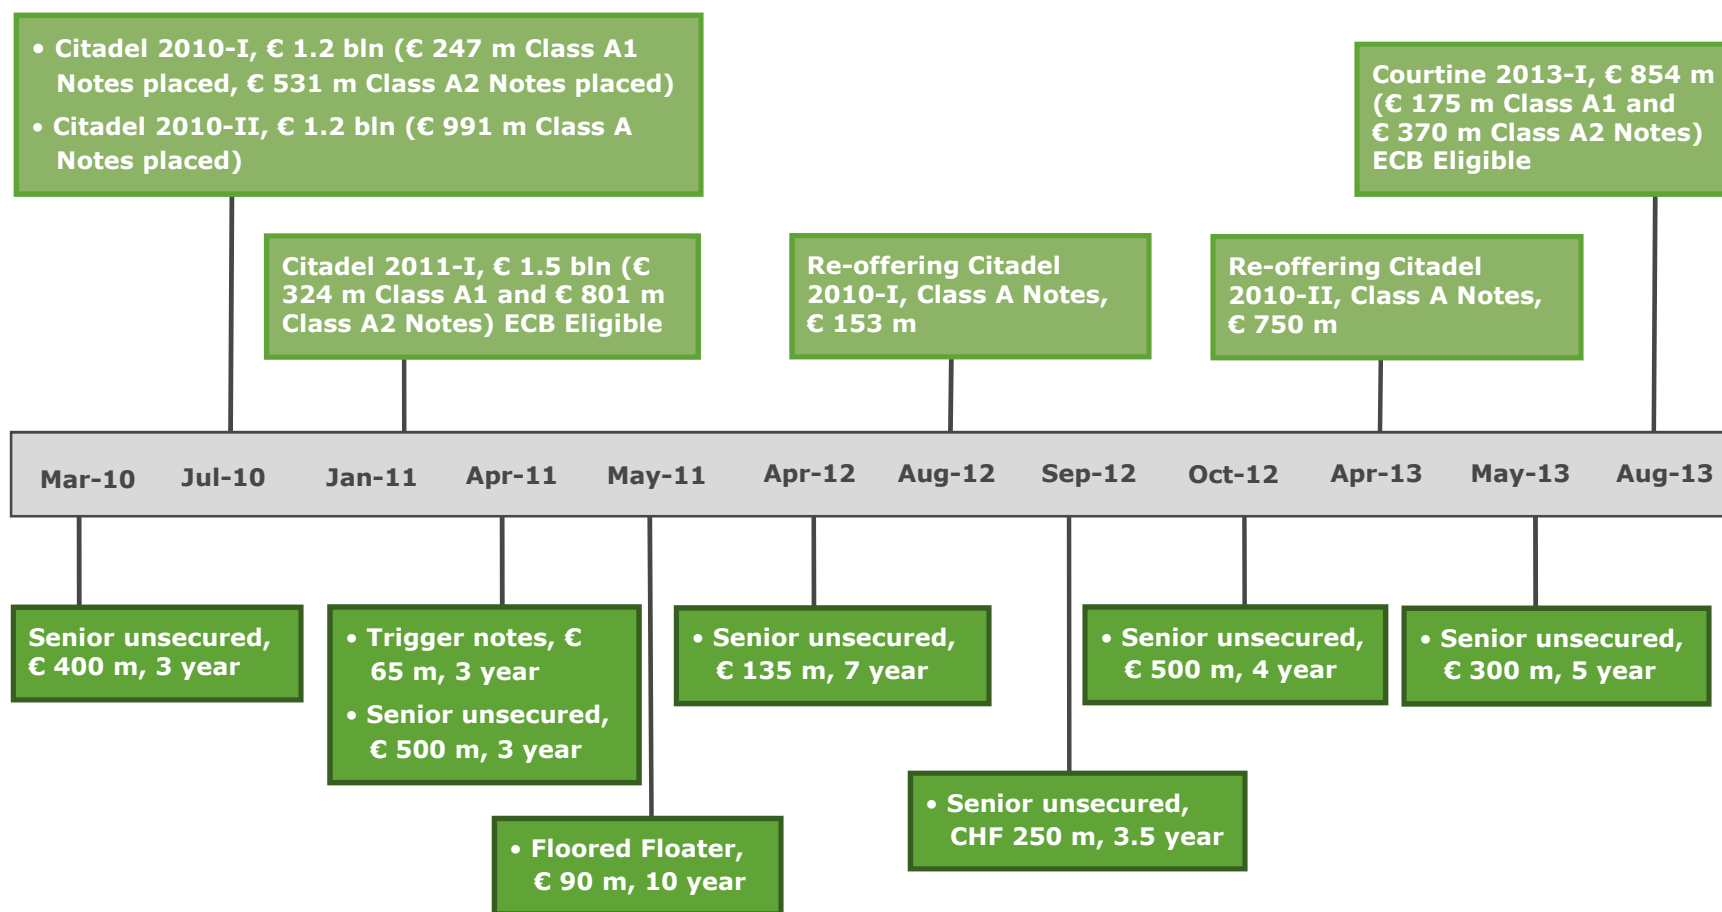 • Citadel 2010-I, € 1.2 bln (€ 247 m Class A1
Notes placed, € 531 m Class A2 Notes placed)
• Citadel 2010-II, € 1.2 bln (€ 991 m Class A
Notes placed)
Courtine 2013-I, € 854 m
(€ 175 m Class A1 and
€ 370 m Class A2 Notes)
ECB Eligible
Citadel 2011-I, € 1.5 bln (€
324 m Class A1 and € 801 m
Class A2 Notes) ECB Eligible
Re-offering Citadel
2010-I, Class A Notes,
€ 153 m
Re-offering Citadel
2010-II, Class A Notes,
€ 750 m
Mar-10 Jul-10 Jan-11 Apr-11 May-11 Apr-12 Aug-12 Sep-12 Oct-12 Apr-13 May-13 Aug-13
Senior unsecured,
€ 400 m, 3 year
• Trigger notes, €
65 m, 3 year
• Senior unsecured,
€ 500 m, 3 year
• Senior unsecured,
€ 135 m, 7 year
• Senior unsecured,
€ 500 m, 4 year
• Senior unsecured,
€ 300 m, 5 year
• Floored Floater,
€ 90 m, 10 year
• Senior unsecured,
CHF 250 m, 3.5 year